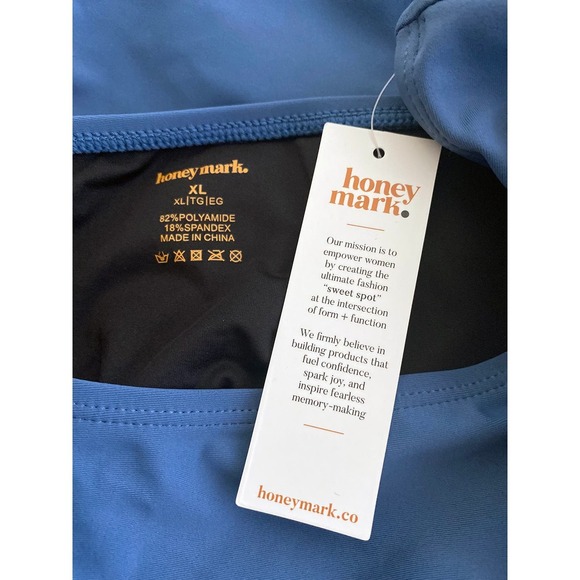 honey mark.
XL
XL|TG|EG
82%POLYAMIDE
18%SPANDEX
MADE IN CHINA
honey
mark.
Our mission is to
empower women
by creating the
ultimate fashion
“sweet spot”
at the intersection
of form + function
We firmly believe in
building products that
fuel confidence,
spark joy, and
inspire fearless
memory-making
honeymark.co